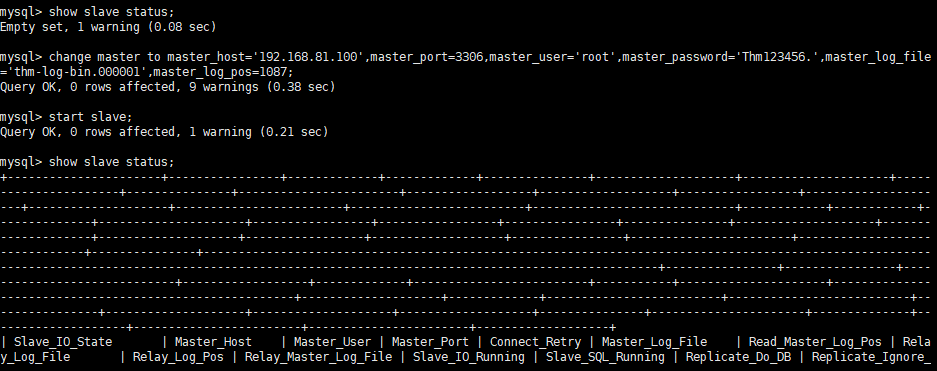 mysql> show slave status;
Empty set, 1 warning (0.08 sec)
mysql> change master to master_host='192.168.81.100',master_port=3306,master_user='root',master_password='Thm123456.',master_log_file
='thm-log-bin.000001',master_log_pos=1087;
Query OK, 0 rows affected, 9 warnings (0.38 sec)
mysql> start slave;
Query OK, 0 rows affected, 1 warning (0.21 sec)
mysql> show slave status;
| Slave_IO_State | Master_Host | Master_User | Master_Port | Connect_Retry | Master_Log_File | Read_Master_Log_Pos | Rela
y_Log_File | Relay_Log_Pos | Relay_Master_Log_File | Slave_IO_Running | Slave_SQL_Running | Replicate_Do_DB | Replicate_Ignore_